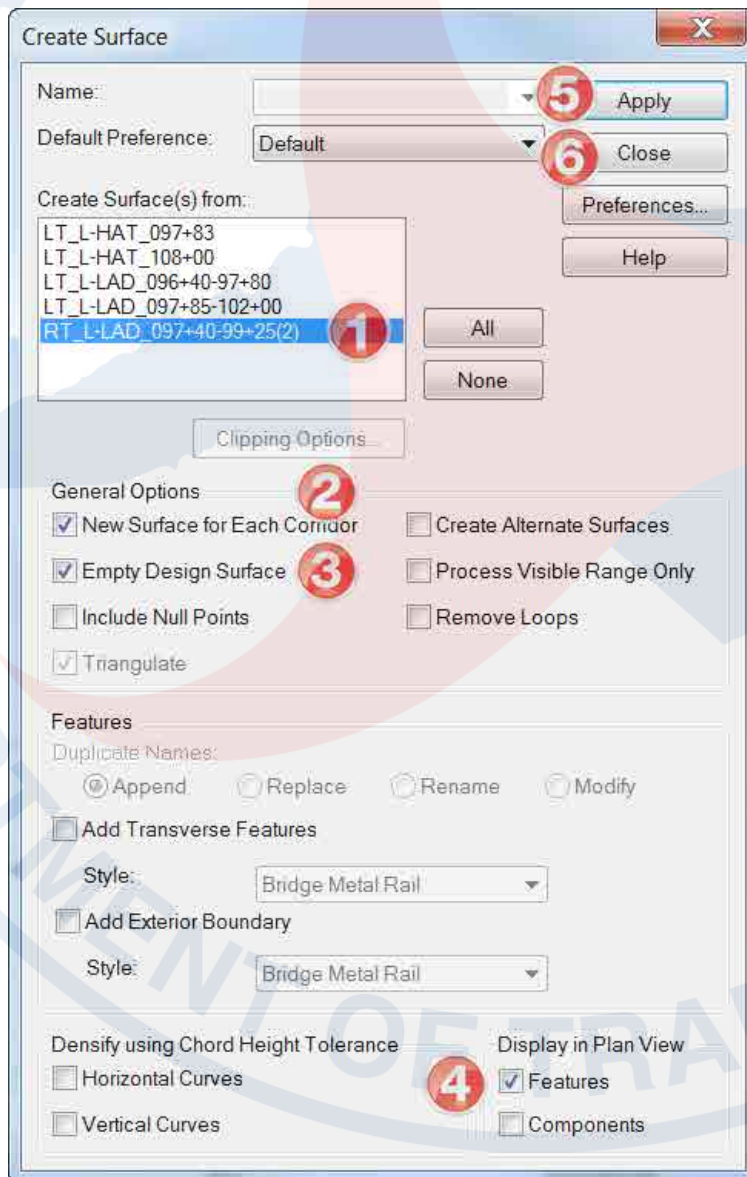 Create Surface
X
Name:
5
Apply
Default Preference:
Default
6
Close
Create Surface(s) from:
Preferences...
LT_L-HAT_097+83
LT_L-HAT_108+00
LT_L-LAD_096+40-97+80
LT_L-LAD_097+85-102+00
RT_L-LAD_097+40-99+25(2)
1
Help
All
None
Clipping Options...
General Options
2
New Surface for Each Corridor
Create Alternate Surfaces
Empty Design Surface
3
Process Visible Range Only
Include Null Points
Remove Loops
Triangulate
Features
Duplicate Names:
Append
Replace
Rename
Modify
Add Transverse Features
Style:
Bridge Metal Rail
Add Exterior Boundary
Style:
Bridge Metal Rail
Densify using Chord Height Tolerance
Display in Plan View
Horizontal Curves
4
Features
Vertical Curves
Components
TMENT OF TRA